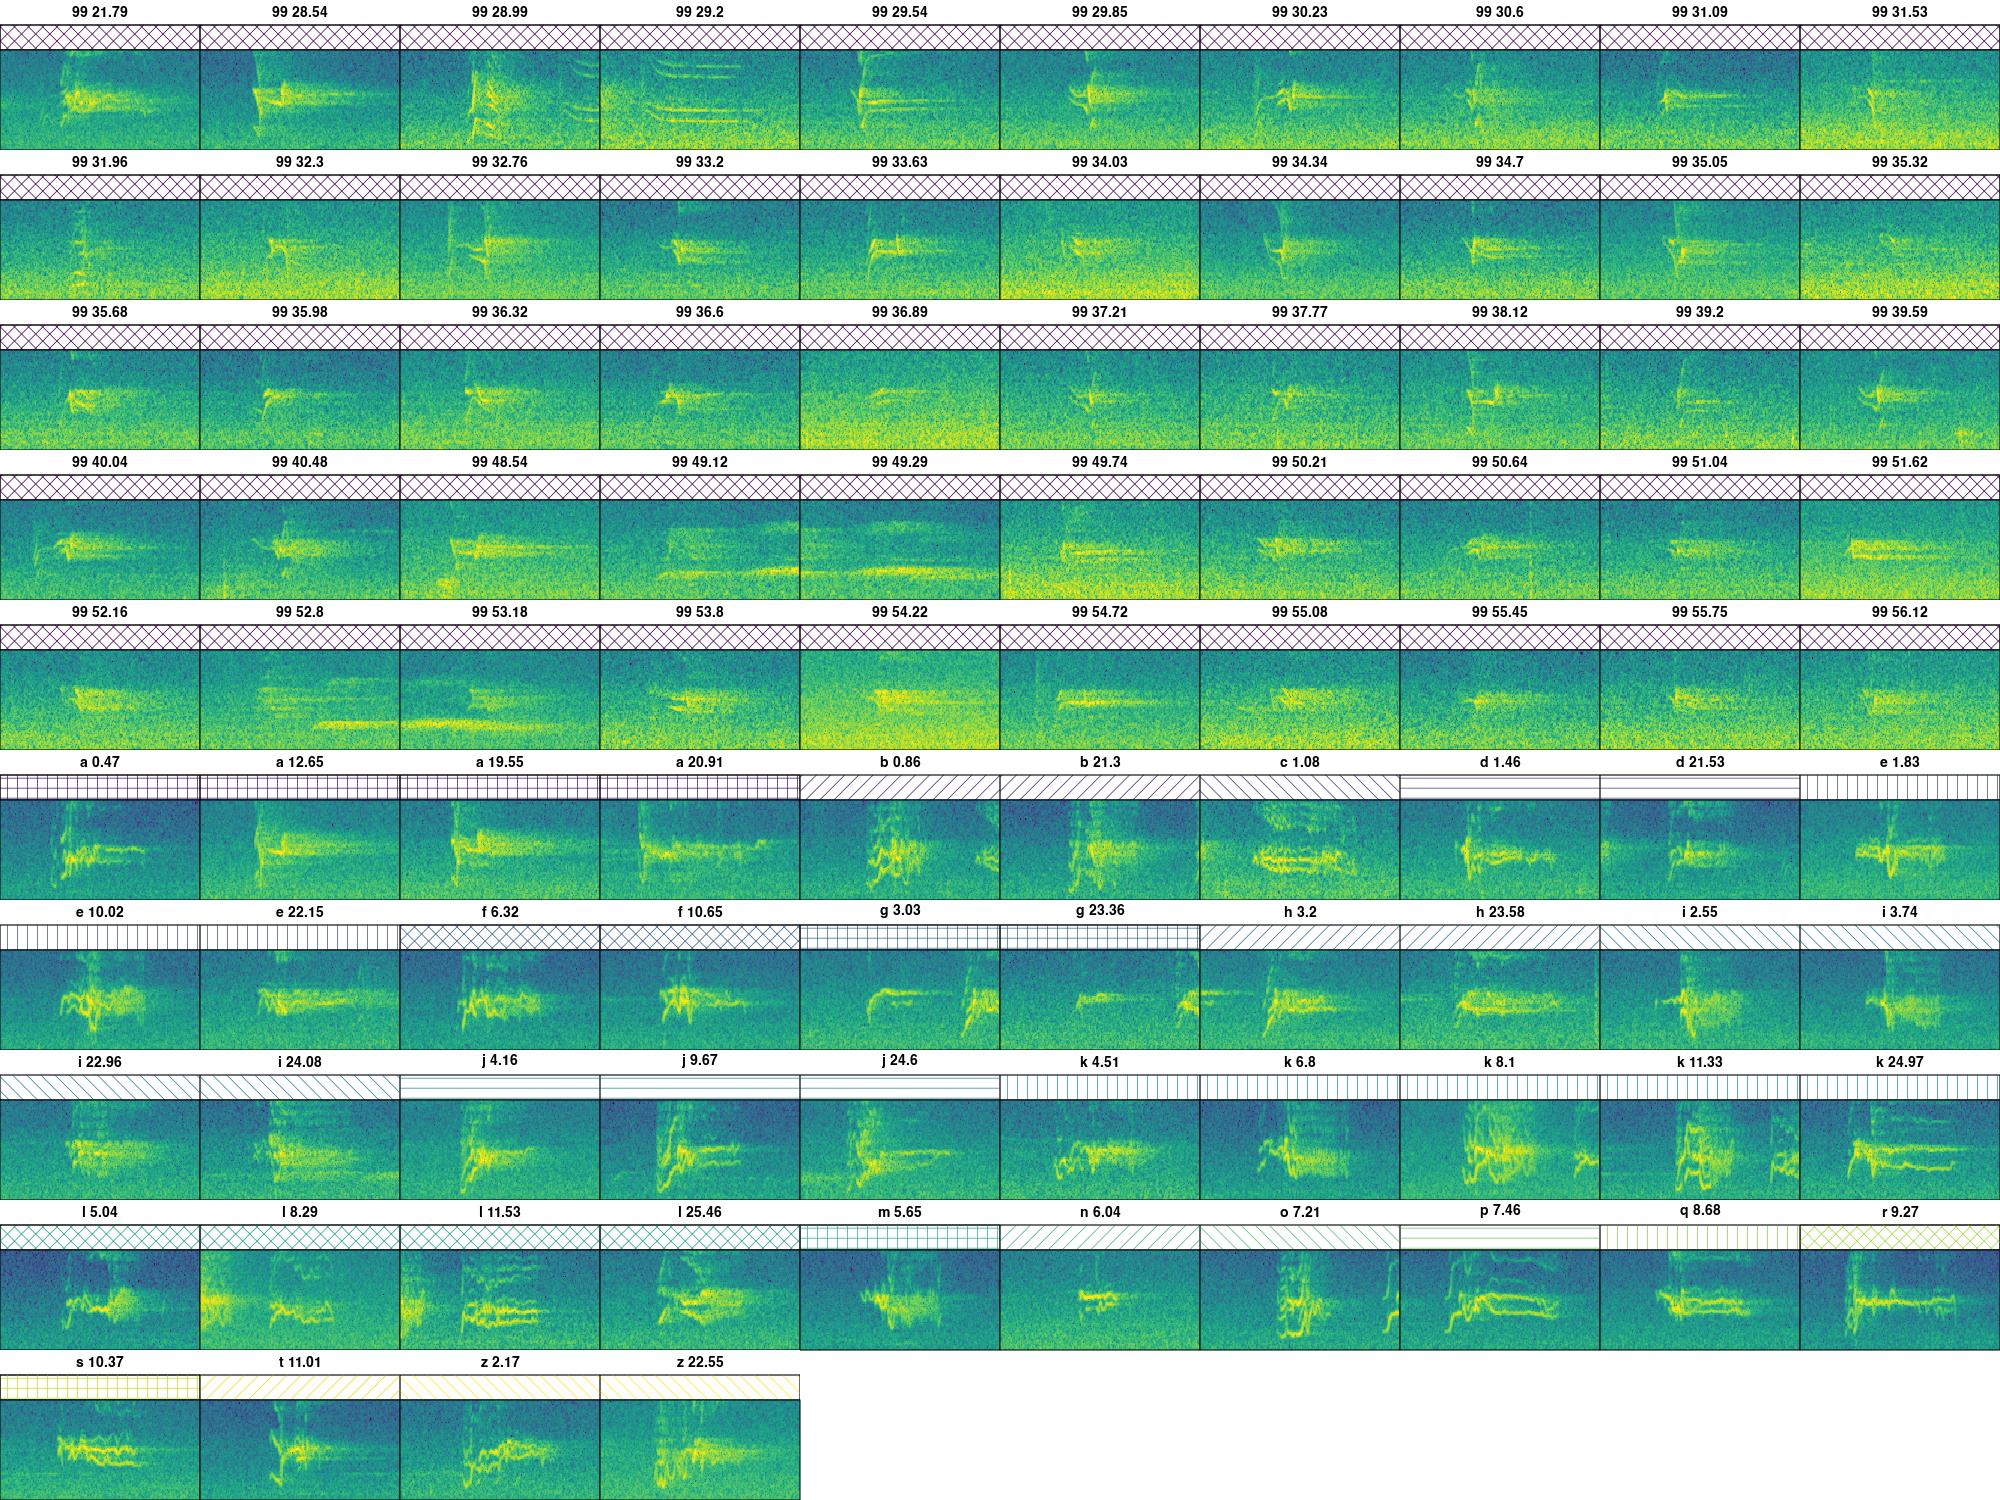 99 21.79 99 28.54 99 28.99 99 29.2 99 29.54 99 29.85 99 30.23 99 30.6 99 31.09 99 31.53
99 31.96 99 32.3 99 32.76 99 33.2 99 33.63 99 34.03 99 34.34 99 34.7 99 35.05 99 35.32
99 35.68 99 35.98 99 36.32 99 36.6 99 36.89 99 37.21 99 37.77 99 38.12 99 39.2 99 39.59
99 40.04 99 40.48 99 48.54 99 49.12 99 49.29 99 49.74 99 50.21 99 50.64 99 51.04 99 51.62
99 52.16 99 52.8 99 53.18 99 53.8 99 54.22 99 54.72 99 55.08 99 55.45 99 55.75 99 56.12
a 0.47 a 12.65 a 19.55 a 20.91 b 0.86 b 21.3 c 1.08 d 1.46 d 21.53 e 1.83
e 10.02 e 22.15 f 6.32 f 10.65 g 3.03 g 23.36 h 3.2 h 23.58 i 2.55 i 3.74
i 22.96 i 24.08 j 4.16 j 9.67 j 24.6 k 4.51 k 6.8 k 8.1 k 11.33 k 24.97
l 5.04 l 8.29 l 11.53 l 25.46 m 5.65 n 6.04 o 7.21 p 7.46 q 8.68 r 9.27
s 10.37 t 11.01 z 2.17 z 22.55